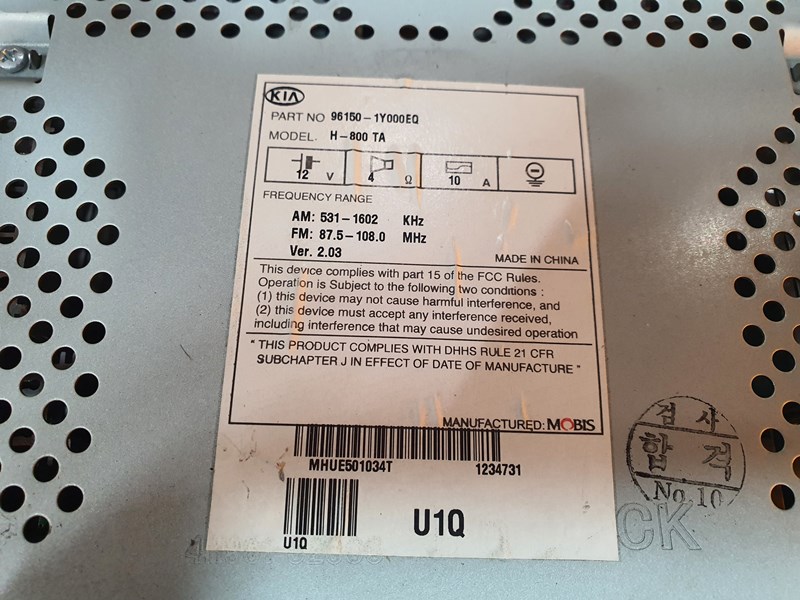 KIA
PART NO 96150-1Y000EQ
MODEL. H-800 TA
12 V 4 Ω 10 A
FREQUENCY RANGE
AM: 531-1602 KHz
FM: 87.5-108.0 MHz
Ver. 2.03
MADE IN CHINA
This device complies with part 15 of the FCC Rules.
Operation is Subject to the following two conditions :
(1) this device may not cause harmful interference, and
(2) this device must accept any interference received,
including interference that may cause undesired operation
" THIS PRODUCT COMPLIES WITH DHHS RULE 21 CFR
SUBCHAPTER J IN EFFECT OF DATE OF MANUFACTURE "
MANUFACTURED: MOBIS
MHUE501034T 1234731
U1Q
U1Q
검 사
합 격
No.10
CK